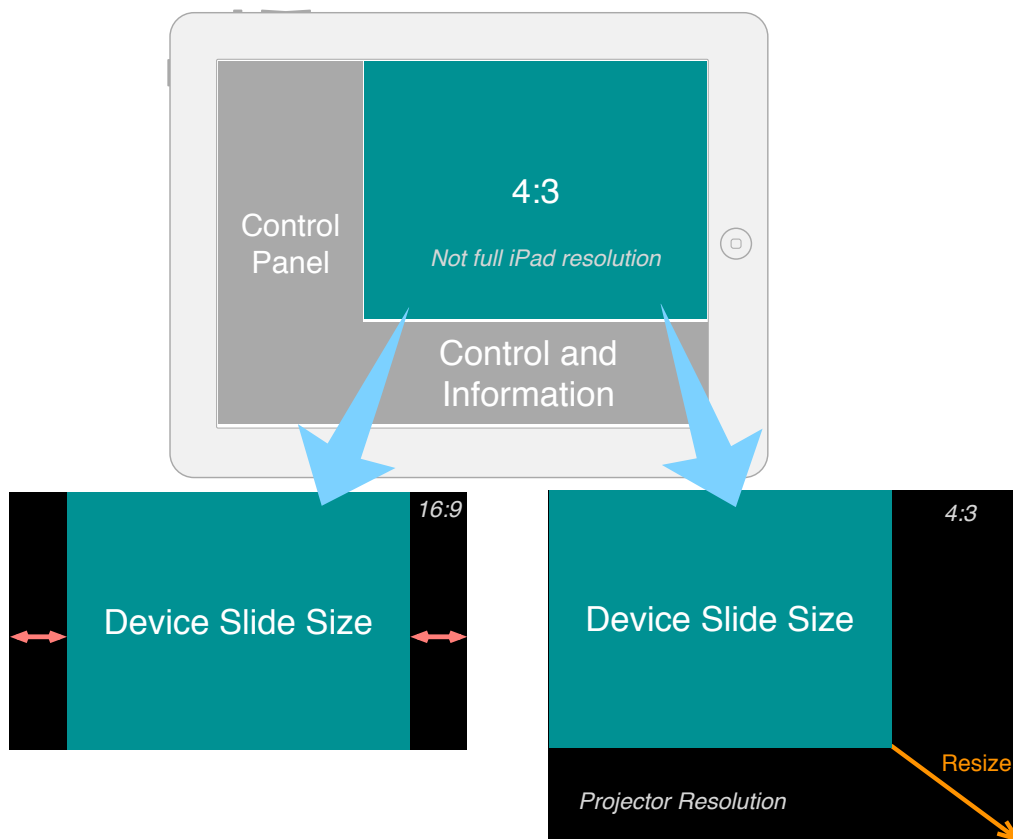 4:3
Control
Panel
Not full iPad resolution
Control and
Information
16:9
Device Slide Size
4:3
Device Slide Size
Resize
Projector Resolution